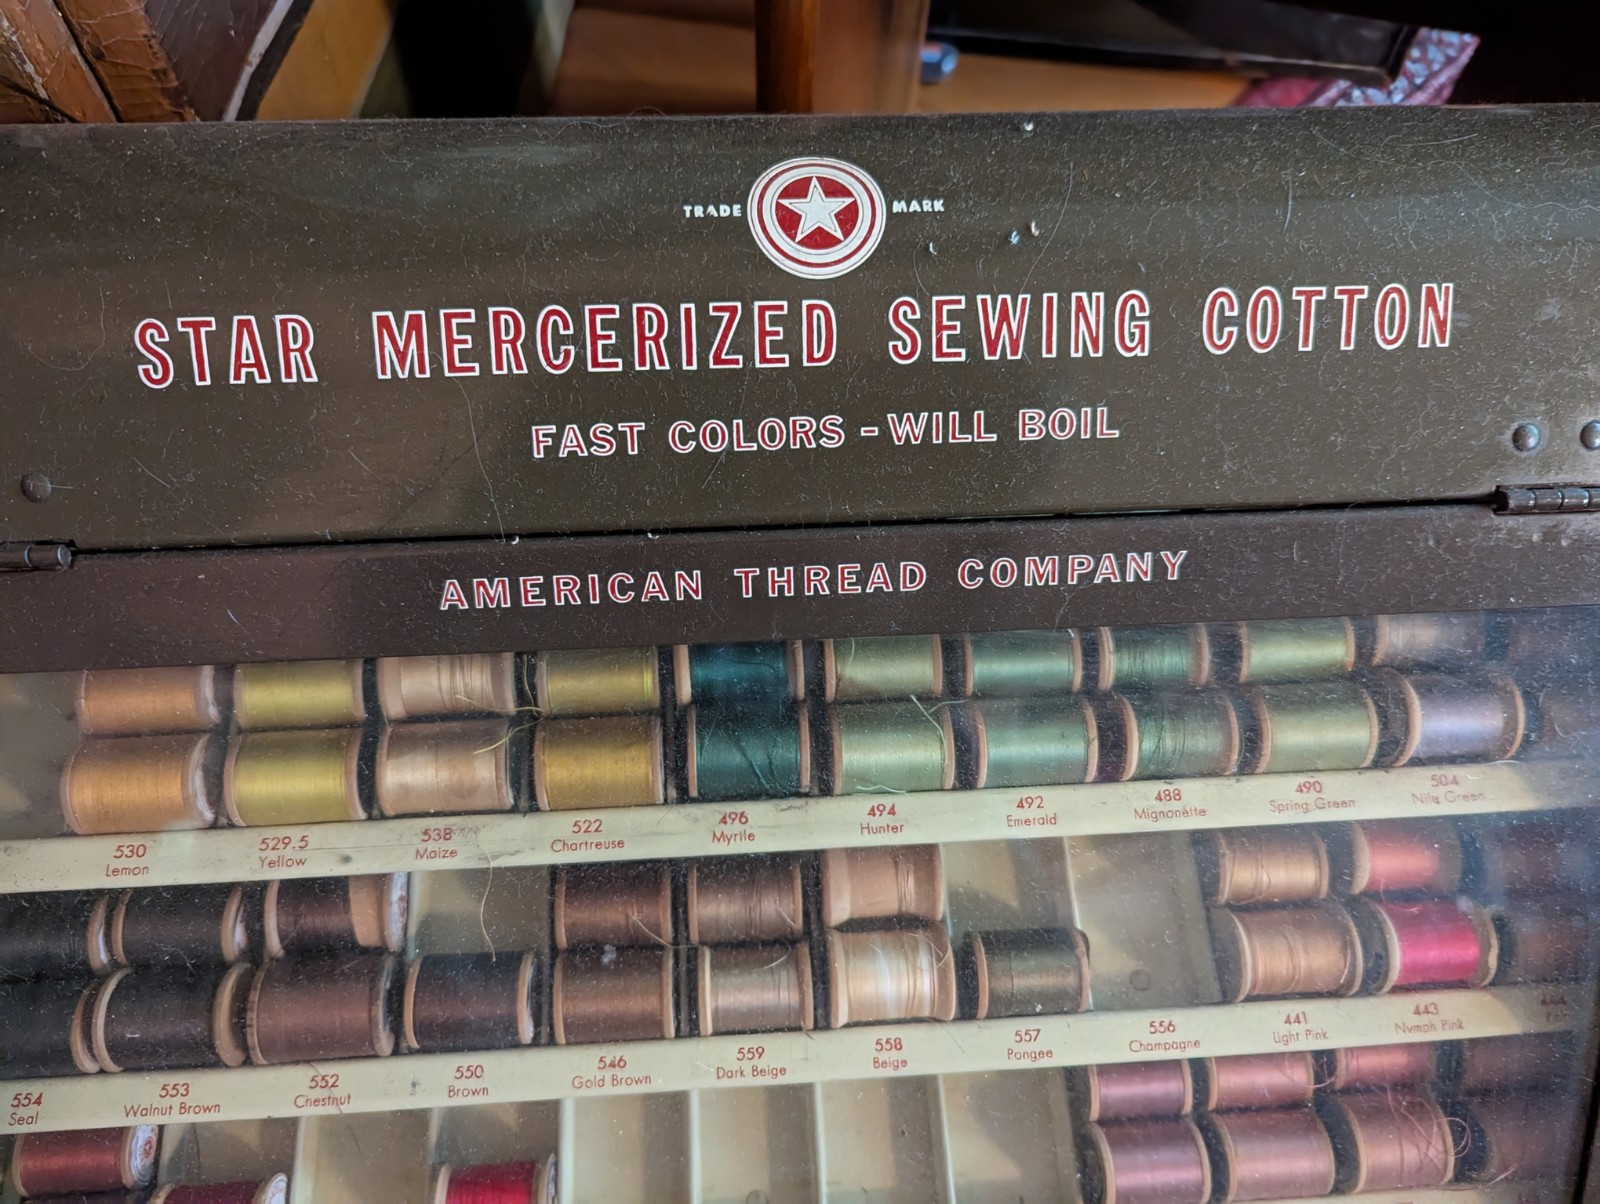 TRADE MARK
STAR MERCERIZED SEWING COTTON
FAST COLORS - WILL BOIL
AMERICAN THREAD COMPANY
530 529.5 538 522 496 494 492 488 490 504
Lemon Yellow Maize Chartreuse Myrtle Hunter Emerald Mignonette Spring Green Nile Green
554 553 552 550 546 559 558 557 556 441 443
Seal Walnut Brown Chestnut Brown Gold Brown Dark Beige Beige Pongee Champagne Light Pink Nymph Pink